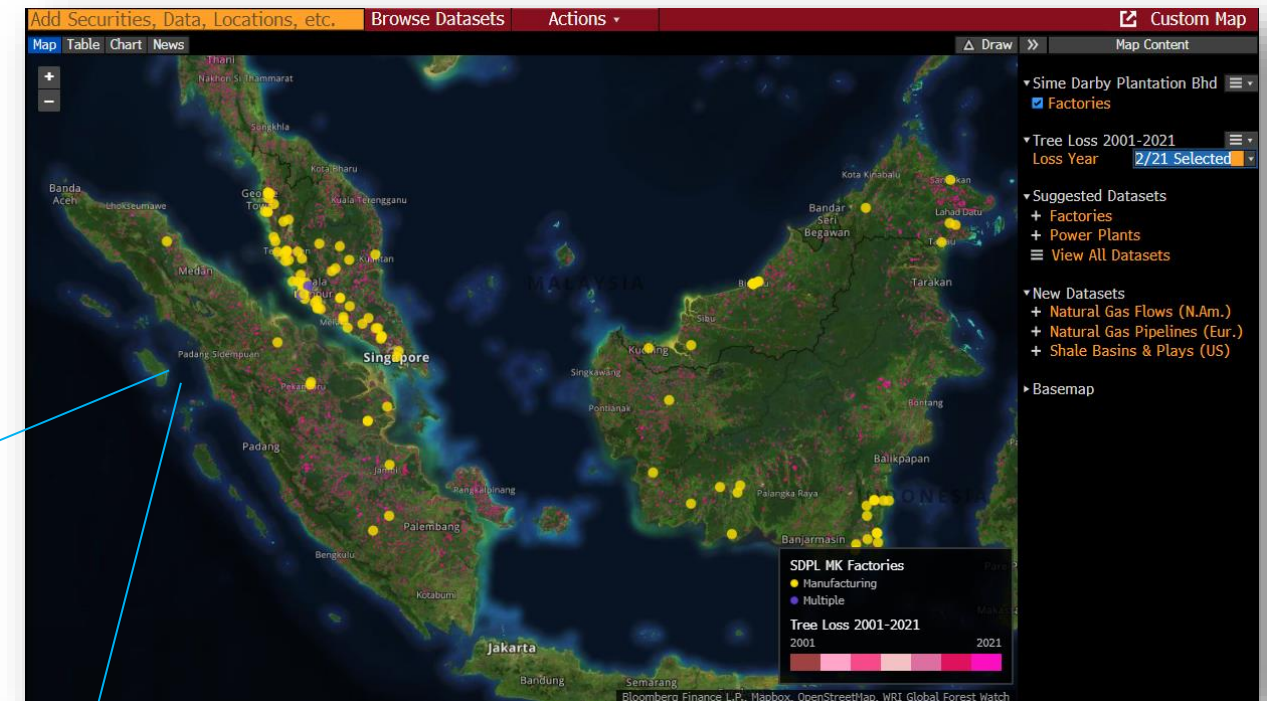 Add Securities, Data, Locations, etc. Browse Datasets Actions Custom Map
Map Table Chart News Draw Map Content
Thani
Nakhon Si Thammarat
Songkhla
Kota Bharu
Kuala Terengganu
Kuantan
Banda Aceh
Lhokseumawe
Medan
Padang Sidempuan
Singapore
Padang
Jambi
Pangkalpinang
Palembang
Bengkulu
Kotabumi
Jakarta
Bandung
Semarang
MALAYSIA
Kota Kinabalu
Bandar Seri Begawan
Lahad Datu
Tarakan
Sibu
Kuching
Singkawang
Pontianak
Bontang
Balikpapan
Palangka Raya
Banjarmasin
SDPL MK Factories
Manufacturing
Multiple
Tree Loss 2001-2021
2001 2021
Bloomberg Finance L.P., Mapbox, OpenStreetMap, WRI Global Forest Watch
Sime Darby Plantation Bhd
Factories
Tree Loss 2001-2021
Loss Year 2/21 Selected
Suggested Datasets
+ Factories
+ Power Plants
View All Datasets
New Datasets
+ Natural Gas Flows (N.Am.)
+ Natural Gas Pipelines (Eur.)
+ Shale Basins & Plays (US)
Basemap